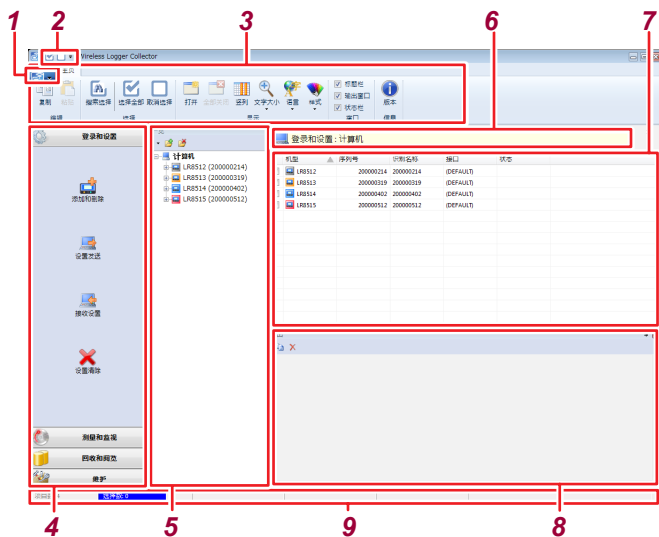 1 2 3 6 7
Wireless Logger Collector
主页
复制 粘贴 搜索选择 选择全部 取消选择 打开 全部关闭 竖列 文字大小 语言 样式 版本
标题栏
输出窗口
状态栏
编辑 选择 显示 窗口 信息
登录和设置
添加和删除
设置发送
接收设置
设置清除
测量和监视
回收和阅览
维护
计算机
LR8512 (200000214)
LR8513 (200000319)
LR8514 (200000402)
LR8515 (200000512)
登录和设置 : 计算机
机型 序列号 识别名称 接口 状态
LR8512 200000214 200000214 (DEFAULT)
LR8513 200000319 200000319 (DEFAULT)
LR8514 200000402 200000402 (DEFAULT)
LR8515 200000512 200000512 (DEFAULT)
选择数: 0
4 5 9 8